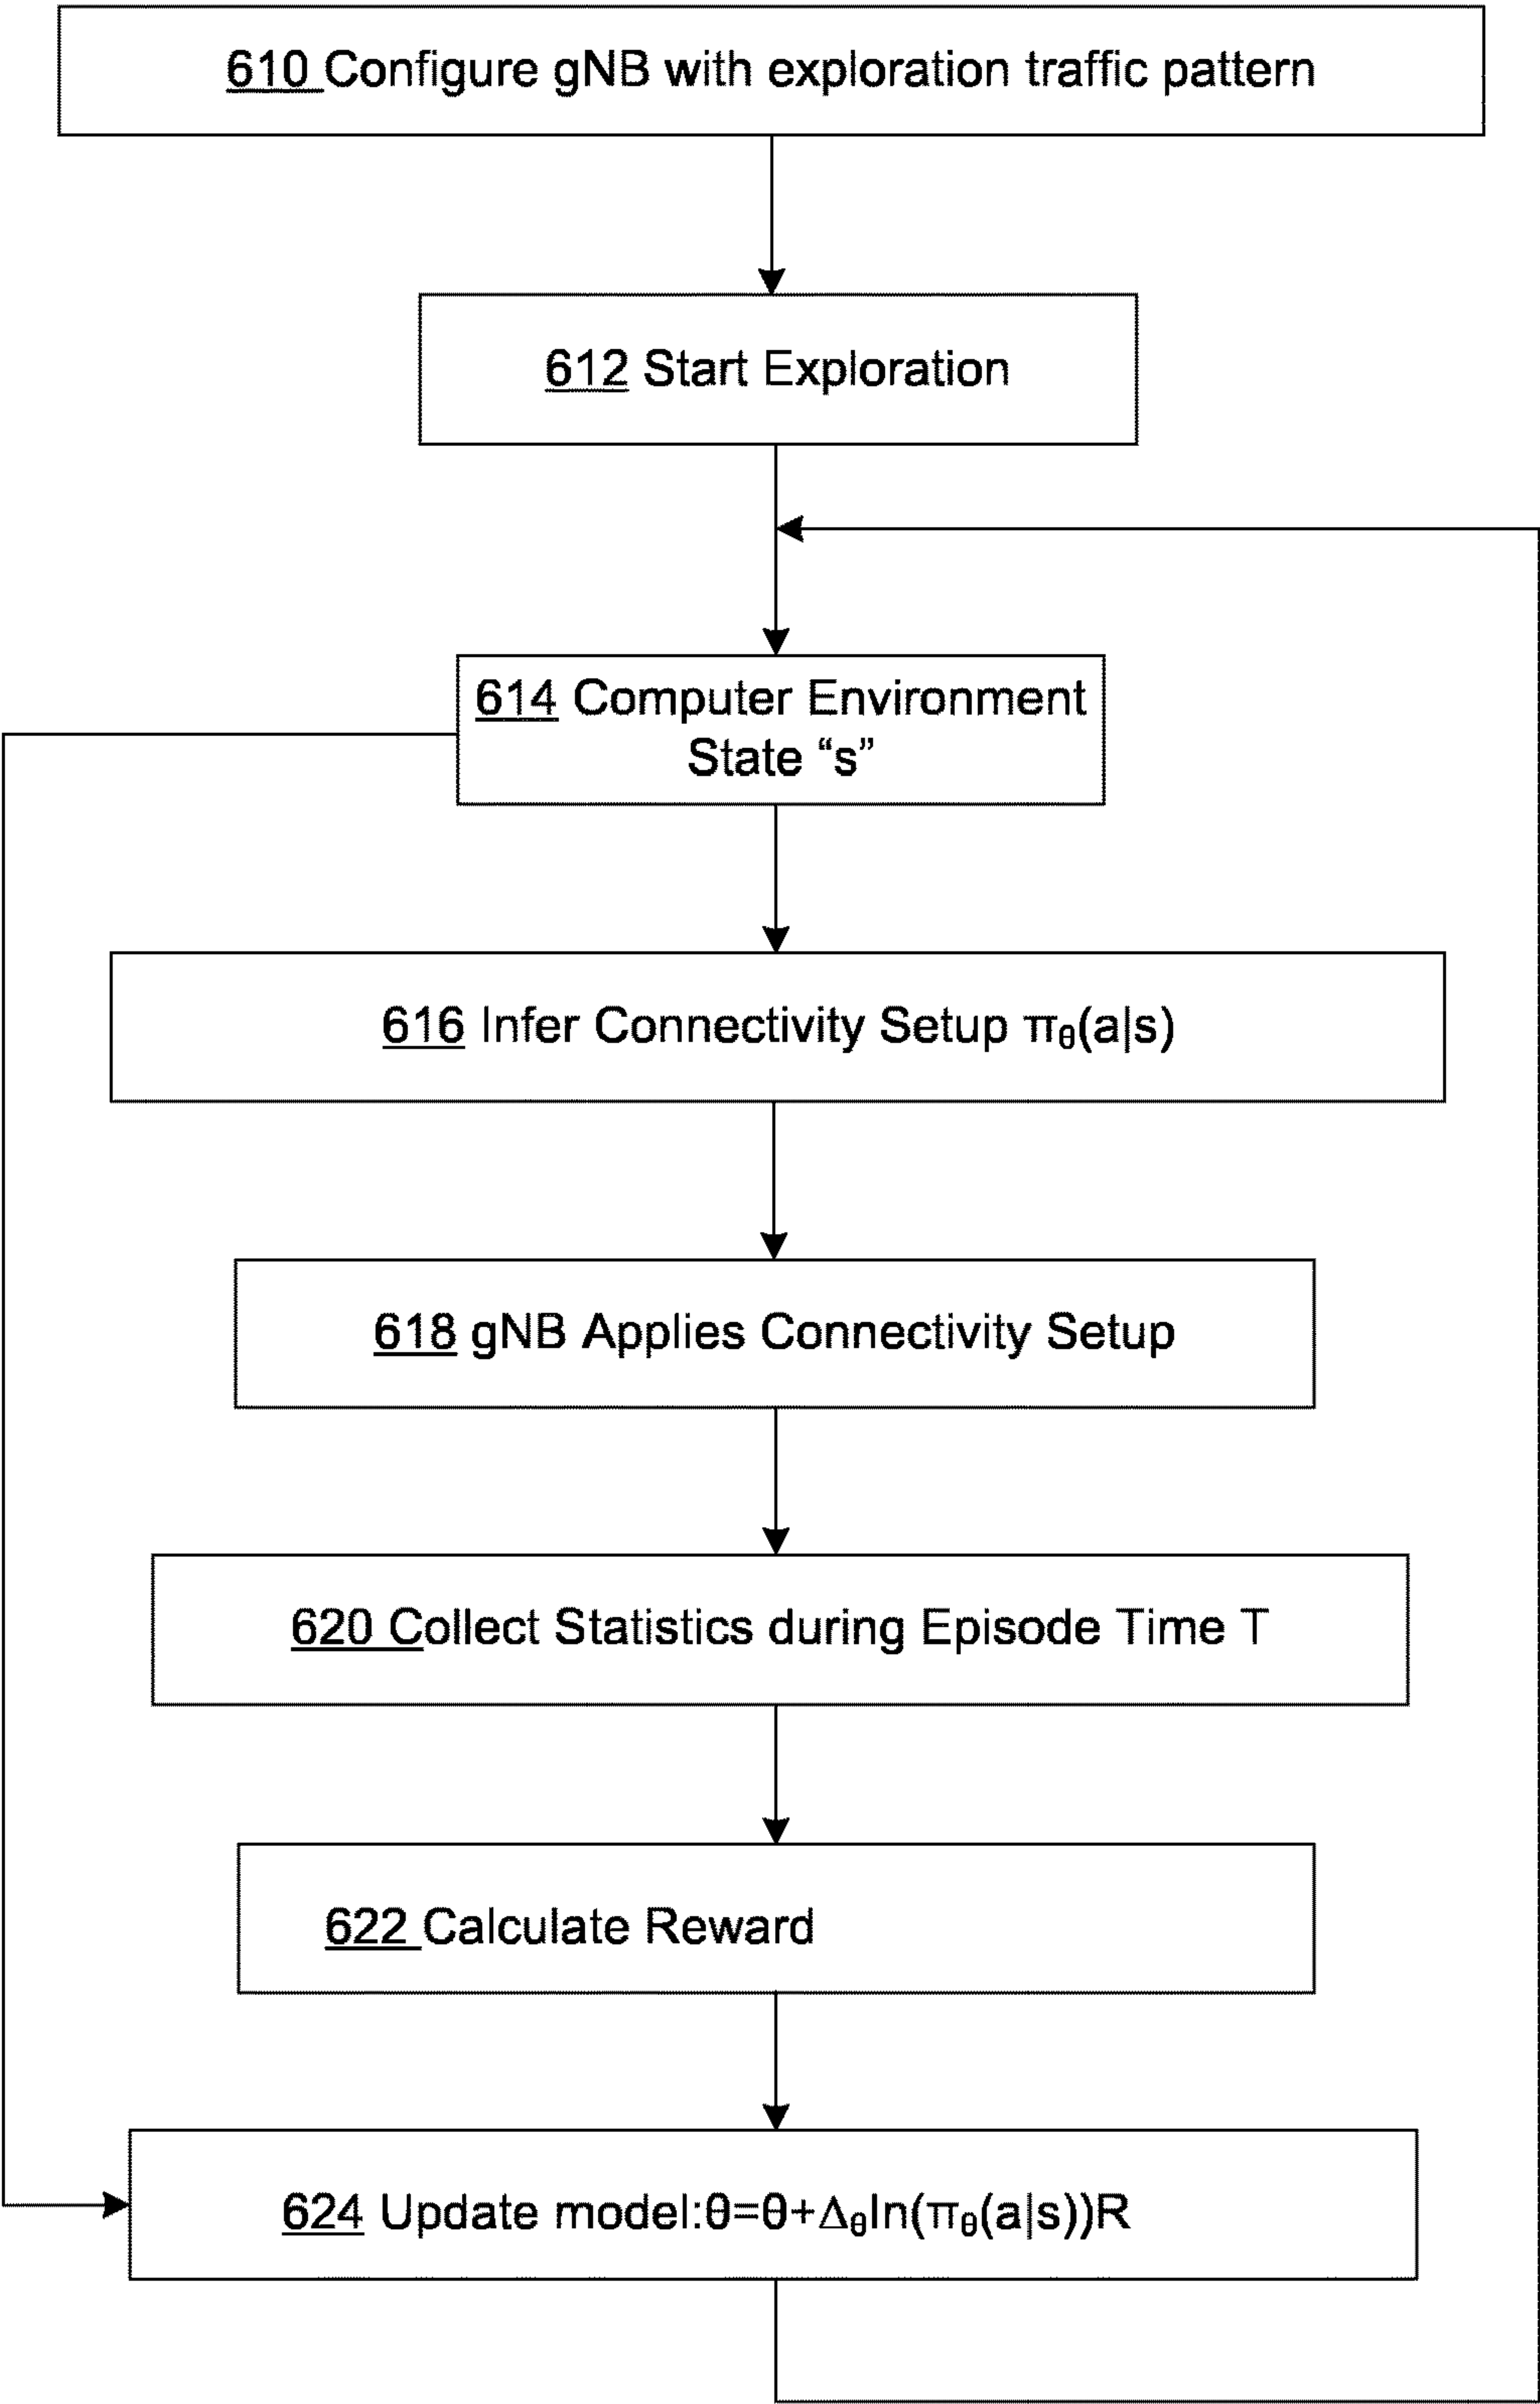 610 Configure gNB with exploration traffic pattern
612 Start Exploration
614 Computer Environment
State “s”
616 Infer Connectivity Setup πθ(a|s)
618 gNB Applies Connectivity Setup
620 Collect Statistics during Episode Time T
622 Calculate Reward
624 Update model:θ=θ+Δθln(πθ(a|s))R